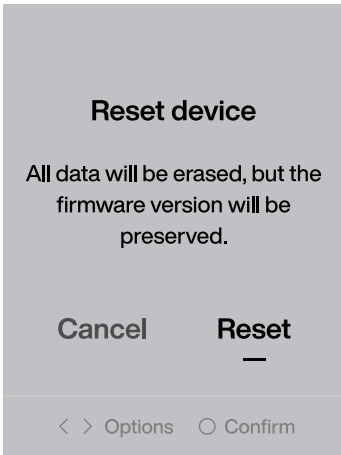 Reset device
All data will be erased, but the
firmware version will be
preserved.
Cancel Reset
< > Options ○ Confirm